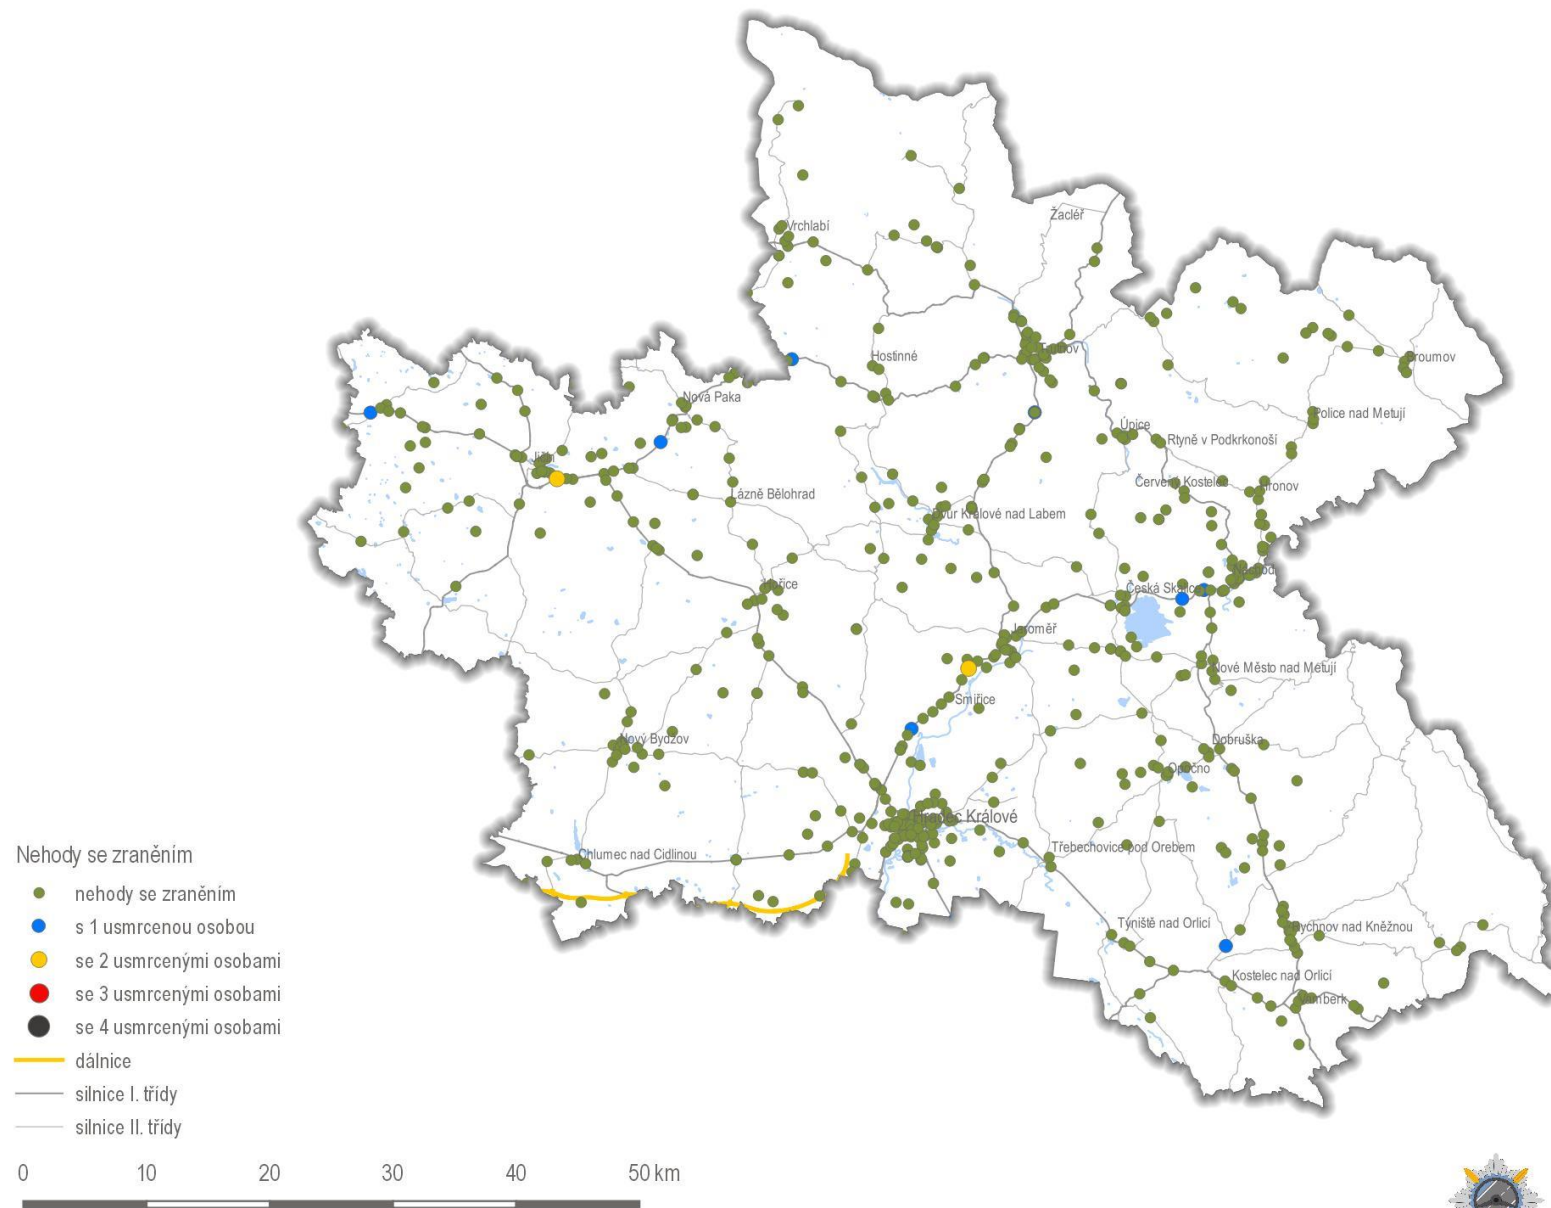 Vrchlabí
Žacléř
Hostinné
Trutnov
Broumov
Nová Paka
Police nad Metují
Úpice
Rtyně v Podkrkonoší
Jičín
Lázně Bělohrad
Červený Kostelec
Hronov
Dvůr Králové nad Labem
Náchod
Hořice
Česká Skalice
Jaroměř
Nové Město nad Metují
Smiřice
Nový Bydžov
Dobruška
Opočno
Hradec Králové
Třebechovice pod Orebem
Chlumec nad Cidlinou
Týniště nad Orlicí
Rychnov nad Kněžnou
Kostelec nad Orlicí
Vamberk
Nehody se zraněním
nehody se zraněním
s 1 usmrcenou osobou
se 2 usmrcenými osobami
se 3 usmrcenými osobami
se 4 usmrcenými osobami
dálnice
silnice I. třídy
silnice II. třídy
0 10 20 30 40 50 km